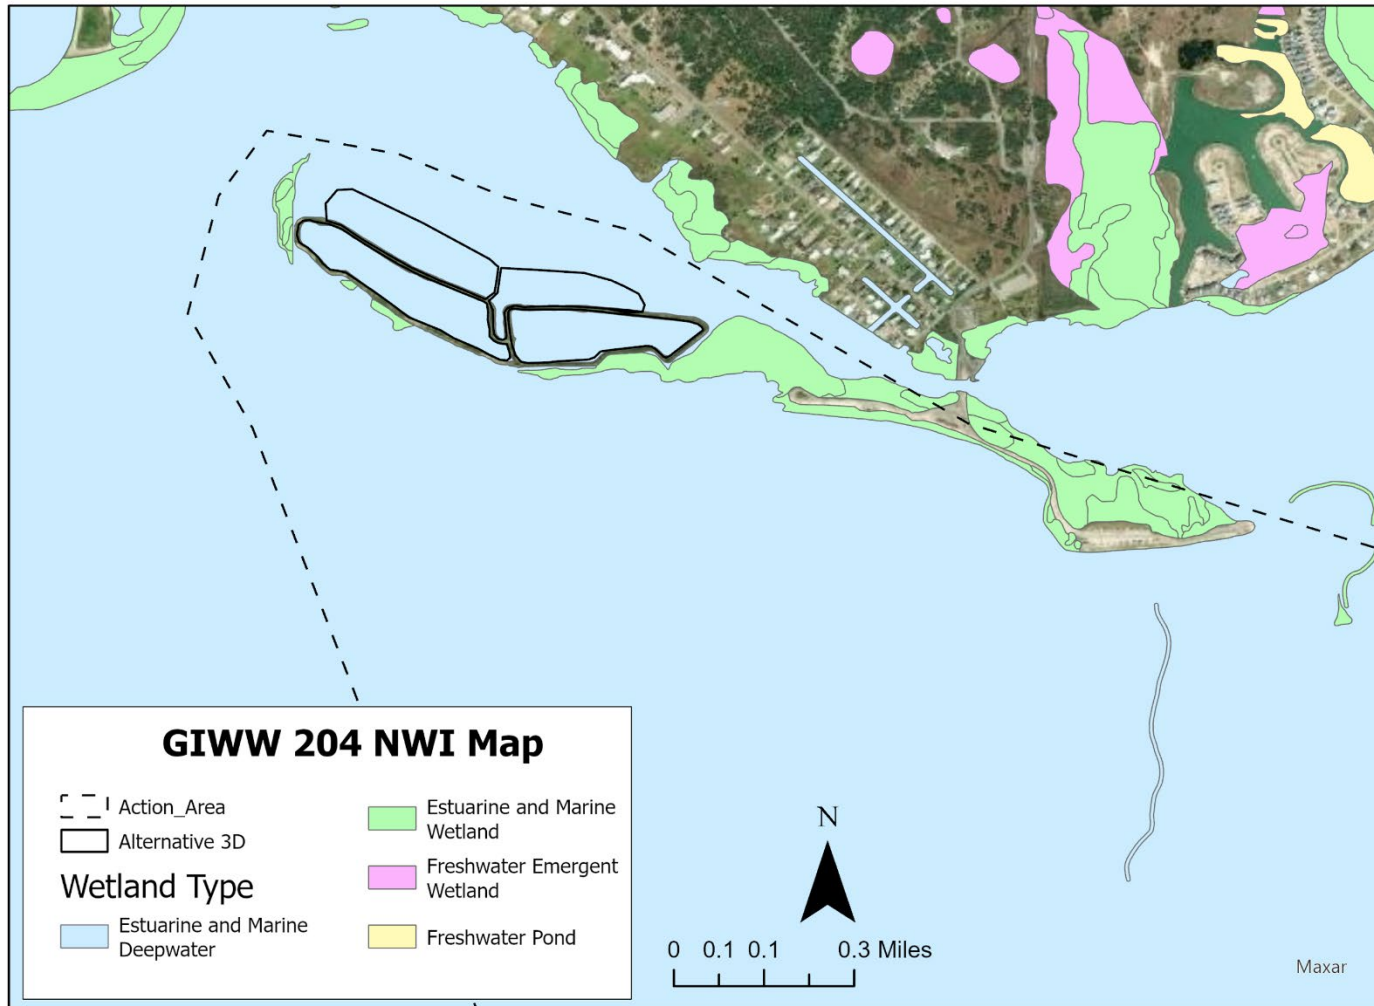 GIWW 204 NWI Map
Action_Area
Alternative 3D
Wetland Type
Estuarine and Marine
Deepwater
Estuarine and Marine
Wetland
Freshwater Emergent
Wetland
Freshwater Pond
N
0 0.1 0.1 0.3 Miles
Maxar